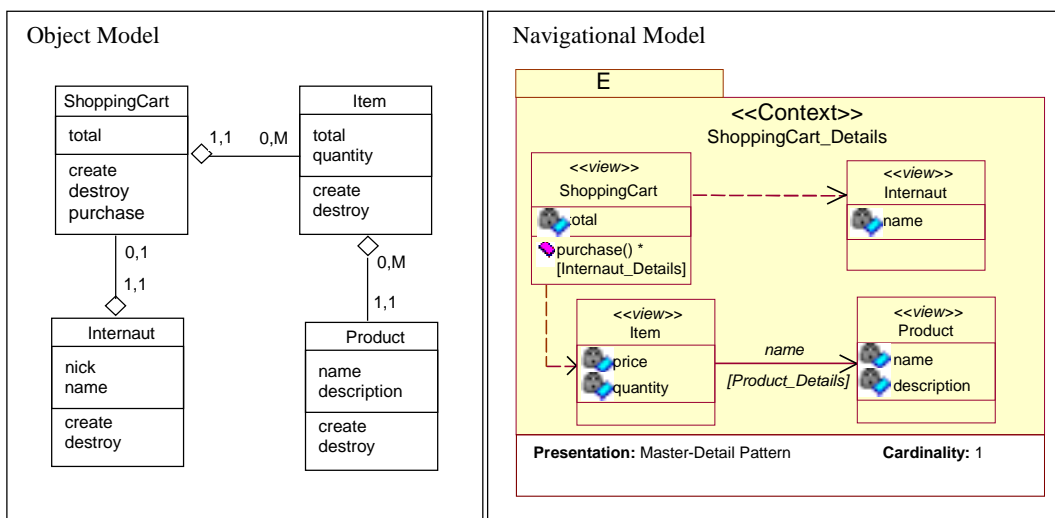 Object Model
ShoppingCart
total
create
destroy
purchase
1,1
0,M
Item
total
quantity
create
destroy
0,1
1,1
0,M
1,1
Internaut
nick
name
create
destroy
Product
name
description
create
destroy
Navigational Model
E
<<Context>>
ShoppingCart_Details
<<view>>
ShoppingCart
otal
purchase() *
[Internaut_Details]
<<view>>
Internaut
name
<<view>>
Item
price
quantity
name
[Product_Details]
<<view>>
Product
name
description
Presentation: Master-Detail Pattern
Cardinality: 1